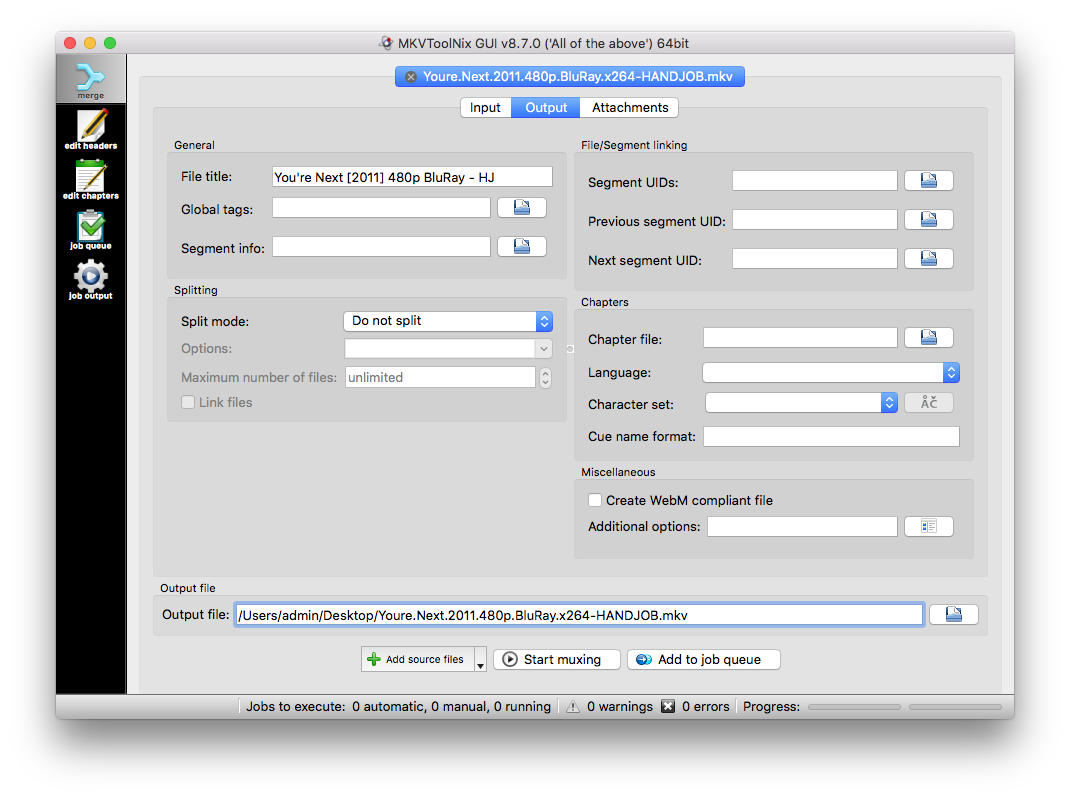 MKVToolNix GUI v8.7.0 ('All of the above') 64bit
merge
edit headers
edit chapters
job queue
job output
Youre.Next.2011.480p.BluRay.x264-HANDJOB.mkv
Input Output Attachments
General
File title: You're Next [2011] 480p BluRay - HJ
Global tags:
Segment info:
Splitting
Split mode: Do not split
Options:
Maximum number of files: unlimited
Link files
File/Segment linking
Segment UIDs:
Previous segment UID:
Next segment UID:
Chapters
Chapter file:
Language:
Character set: ÅČ
Cue name format:
Miscellaneous
Create WebM compliant file
Additional options:
Output file
Output file: /Users/admin/Desktop/Youre.Next.2011.480p.BluRay.x264-HANDJOB.mkv
Add source files Start muxing Add to job queue
Jobs to execute: 0 automatic, 0 manual, 0 running 0 warnings 0 errors Progress: